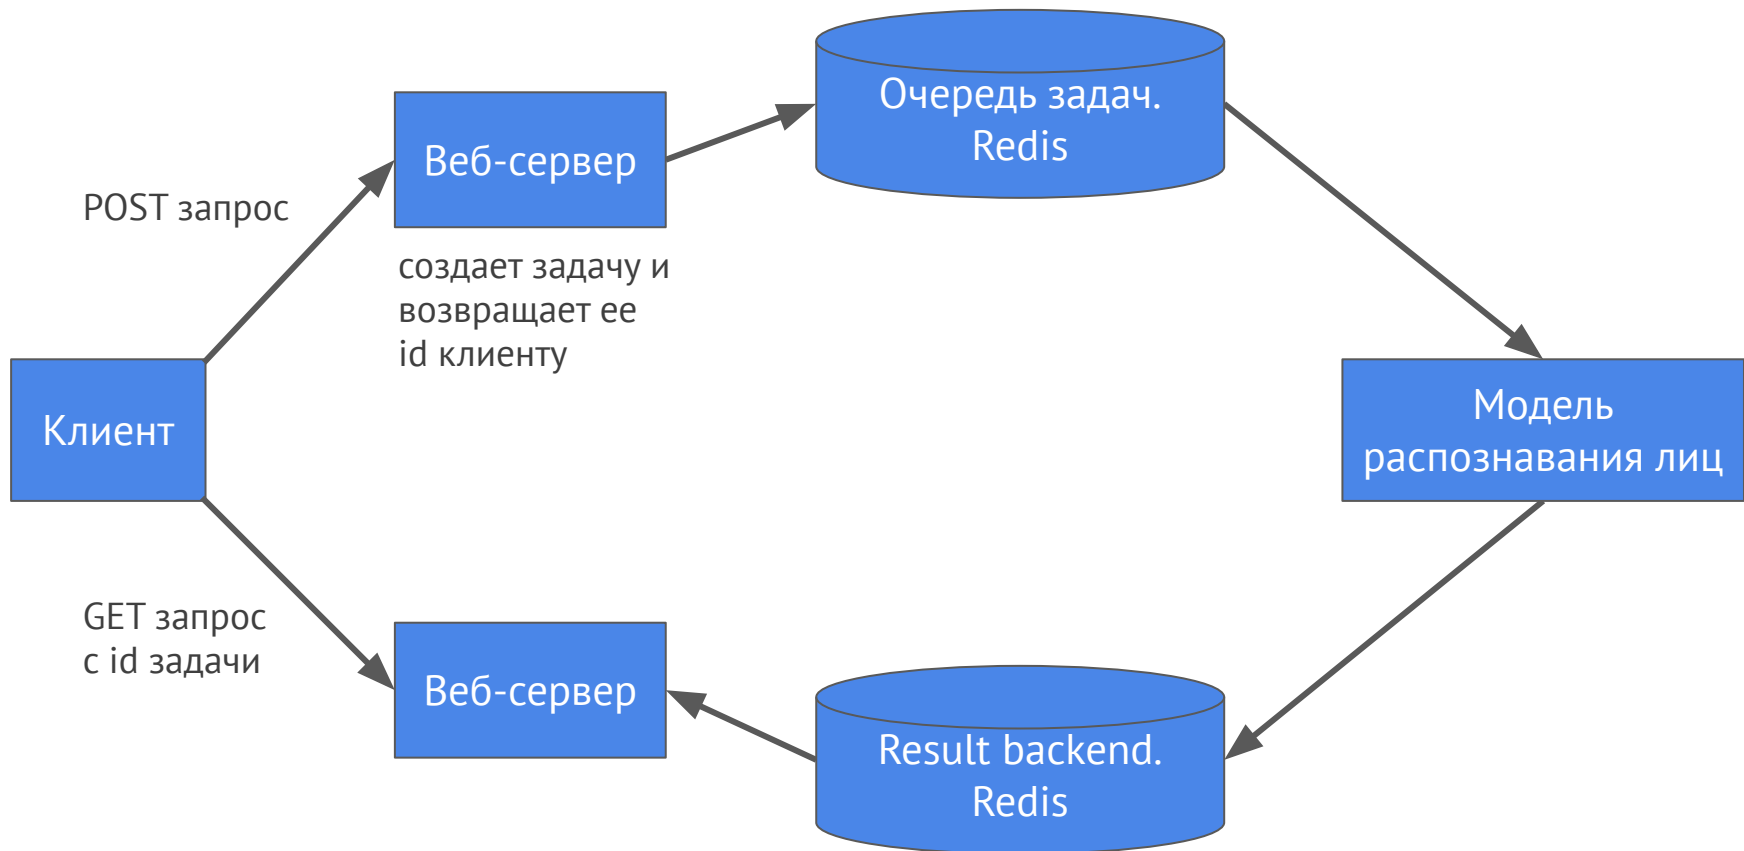 Очередь задач.
Redis
Веб-сервер
POST запрос
создает задачу и
возвращает ее
id клиенту
Клиент
Модель
распознавания лиц
GET запрос
с id задачи
Веб-сервер
Result backend.
Redis